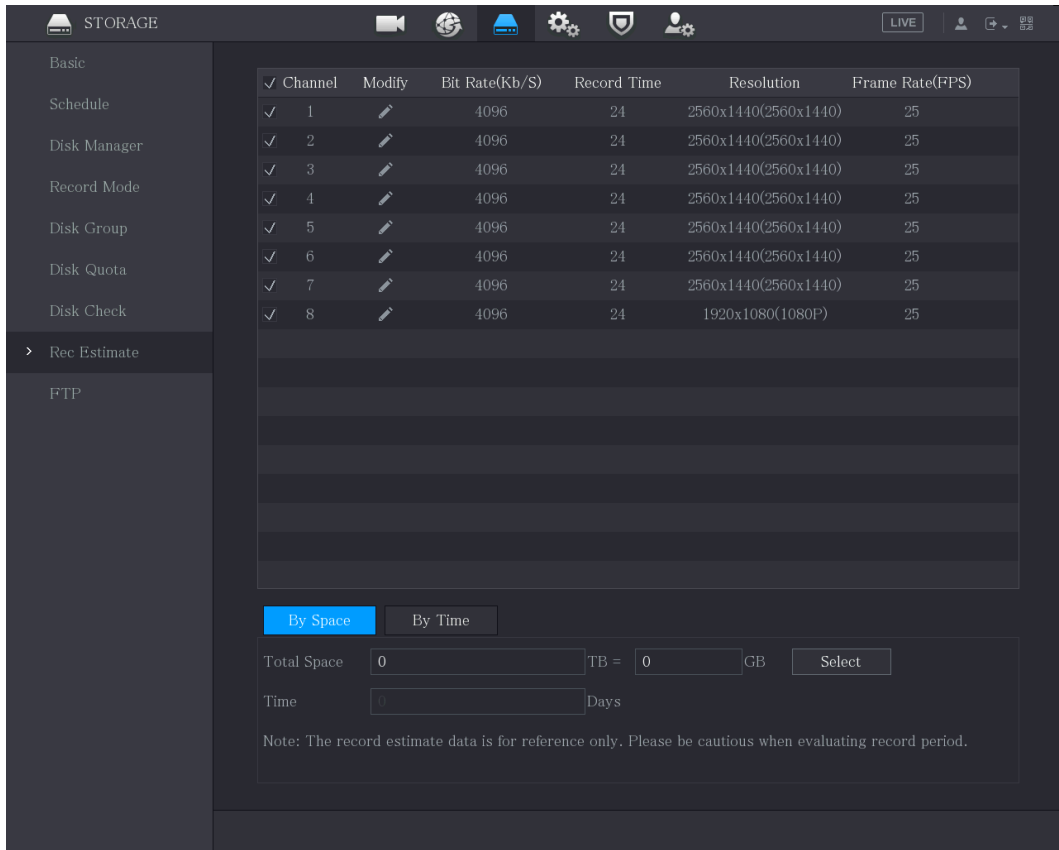 STORAGE
LIVE
Basic
Schedule
Disk Manager
Record Mode
Disk Group
Disk Quota
Disk Check
Rec Estimate
FTP
Channel Modify Bit Rate(Kb/S) Record Time Resolution Frame Rate(FPS)
1 4096 24 2560x1440(2560x1440) 25
2 4096 24 2560x1440(2560x1440) 25
3 4096 24 2560x1440(2560x1440) 25
4 4096 24 2560x1440(2560x1440) 25
5 4096 24 2560x1440(2560x1440) 25
6 4096 24 2560x1440(2560x1440) 25
7 4096 24 2560x1440(2560x1440) 25
8 4096 24 1920x1080(1080P) 25
By Space By Time
Total Space 0 TB = 0 GB Select
Time 0 Days
Note: The record estimate data is for reference only. Please be cautious when evaluating record period.